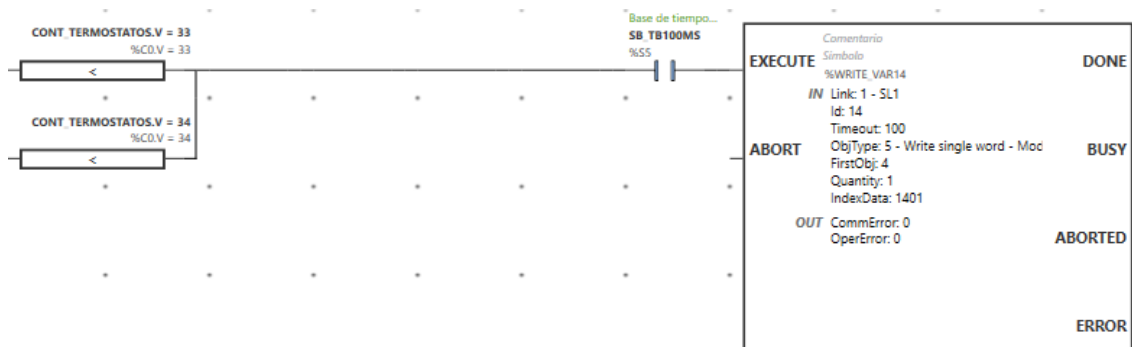 CONT_TERMOSTATOS.V = 33
%C0.V = 33
<
CONT_TERMOSTATOS.V = 34
%C0.V = 34
<
Base de tiempo...
SB_TB100MS
%S5
EXECUTE
Comentario
Símbolo
%WRITE_VAR14
DONE
IN Link: 1 - SL1
Id: 14
Timeout: 100
ABORT
ObjType: 5 - Write single word - Mod
BUSY
FirstObj: 4
Quantity: 1
IndexData: 1401
OUT CommError: 0
OperError: 0
ABORTED
ERROR